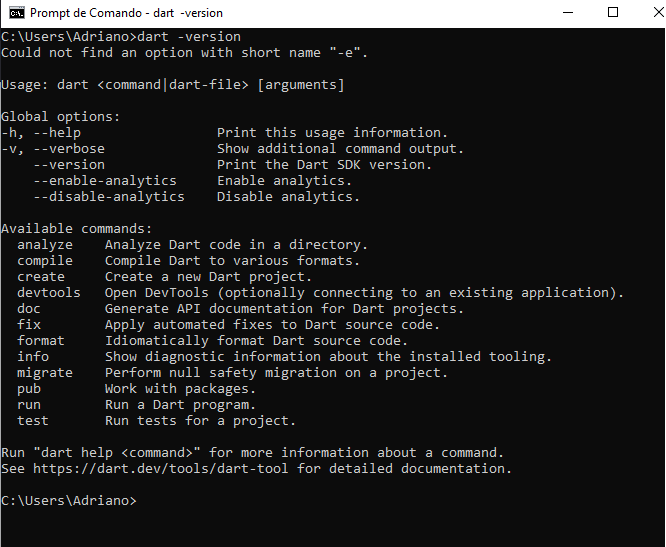 Prompt de Comando - dart  -version
C:\Users\Adriano>dart -version
Could not find an option with short name "-e".

Usage: dart <command|dart-file> [arguments]

Global options:
-h, --help                 Print this usage information.
-v, --verbose              Show additional command output.
    --version              Print the Dart SDK version.
    --enable-analytics     Enable analytics.
    --disable-analytics    Disable analytics.

Available commands:
  analyze    Analyze Dart code in a directory.
  compile    Compile Dart to various formats.
  create     Create a new Dart project.
  devtools   Open DevTools (optionally connecting to an existing application).
  doc        Generate API documentation for Dart projects.
  fix        Apply automated fixes to Dart source code.
  format     Idiomatically format Dart source code.
  info       Show diagnostic information about the installed tooling.
  migrate    Perform null safety migration on a project.
  pub        Work with packages.
  run        Run a Dart program.
  test       Run tests for a project.

Run "dart help <command>" for more information about a command.
See https://dart.dev/tools/dart-tool for detailed documentation.

C:\Users\Adriano>